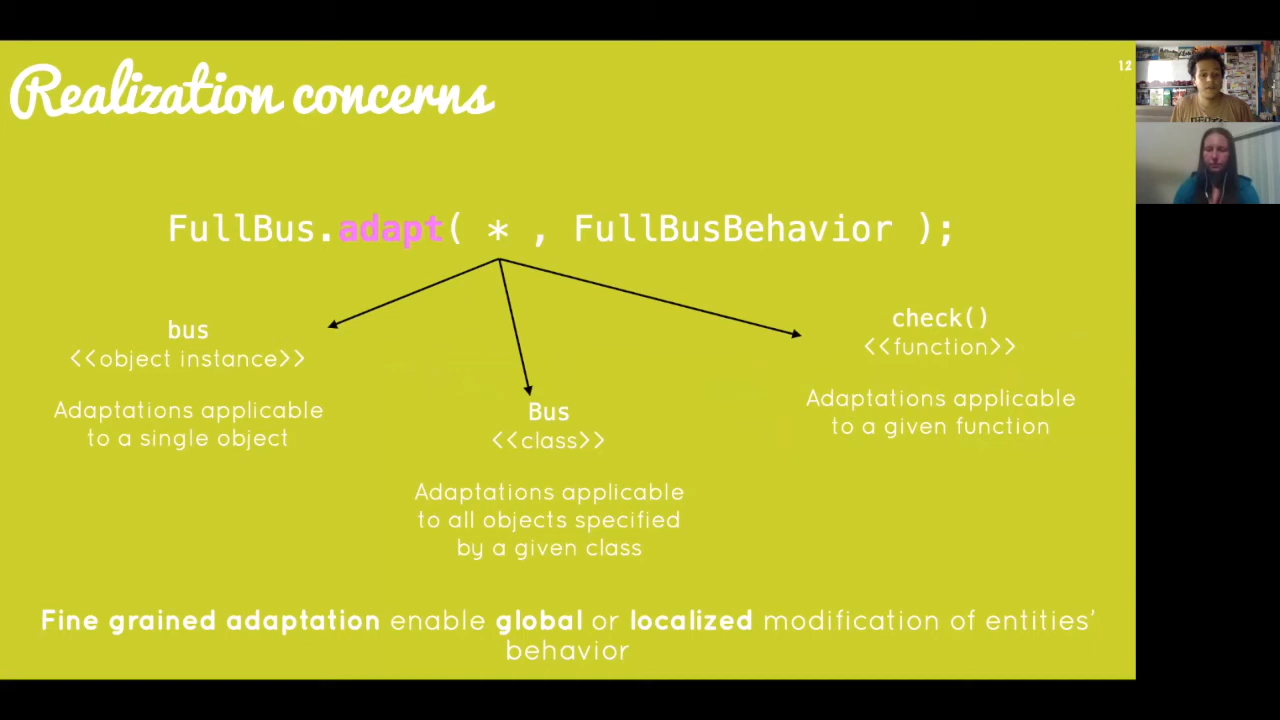 Realization concerns
12
FullBus.adapt( * , FullBusBehavior );
bus
<<object instance>>
Adaptations applicable
to a single object
Bus
<<class>>
Adaptations applicable
to all objects specified
by a given class
check()
<<function>>
Adaptations applicable
to a given function
Fine grained adaptation enable global or localized modification of entities’
behavior